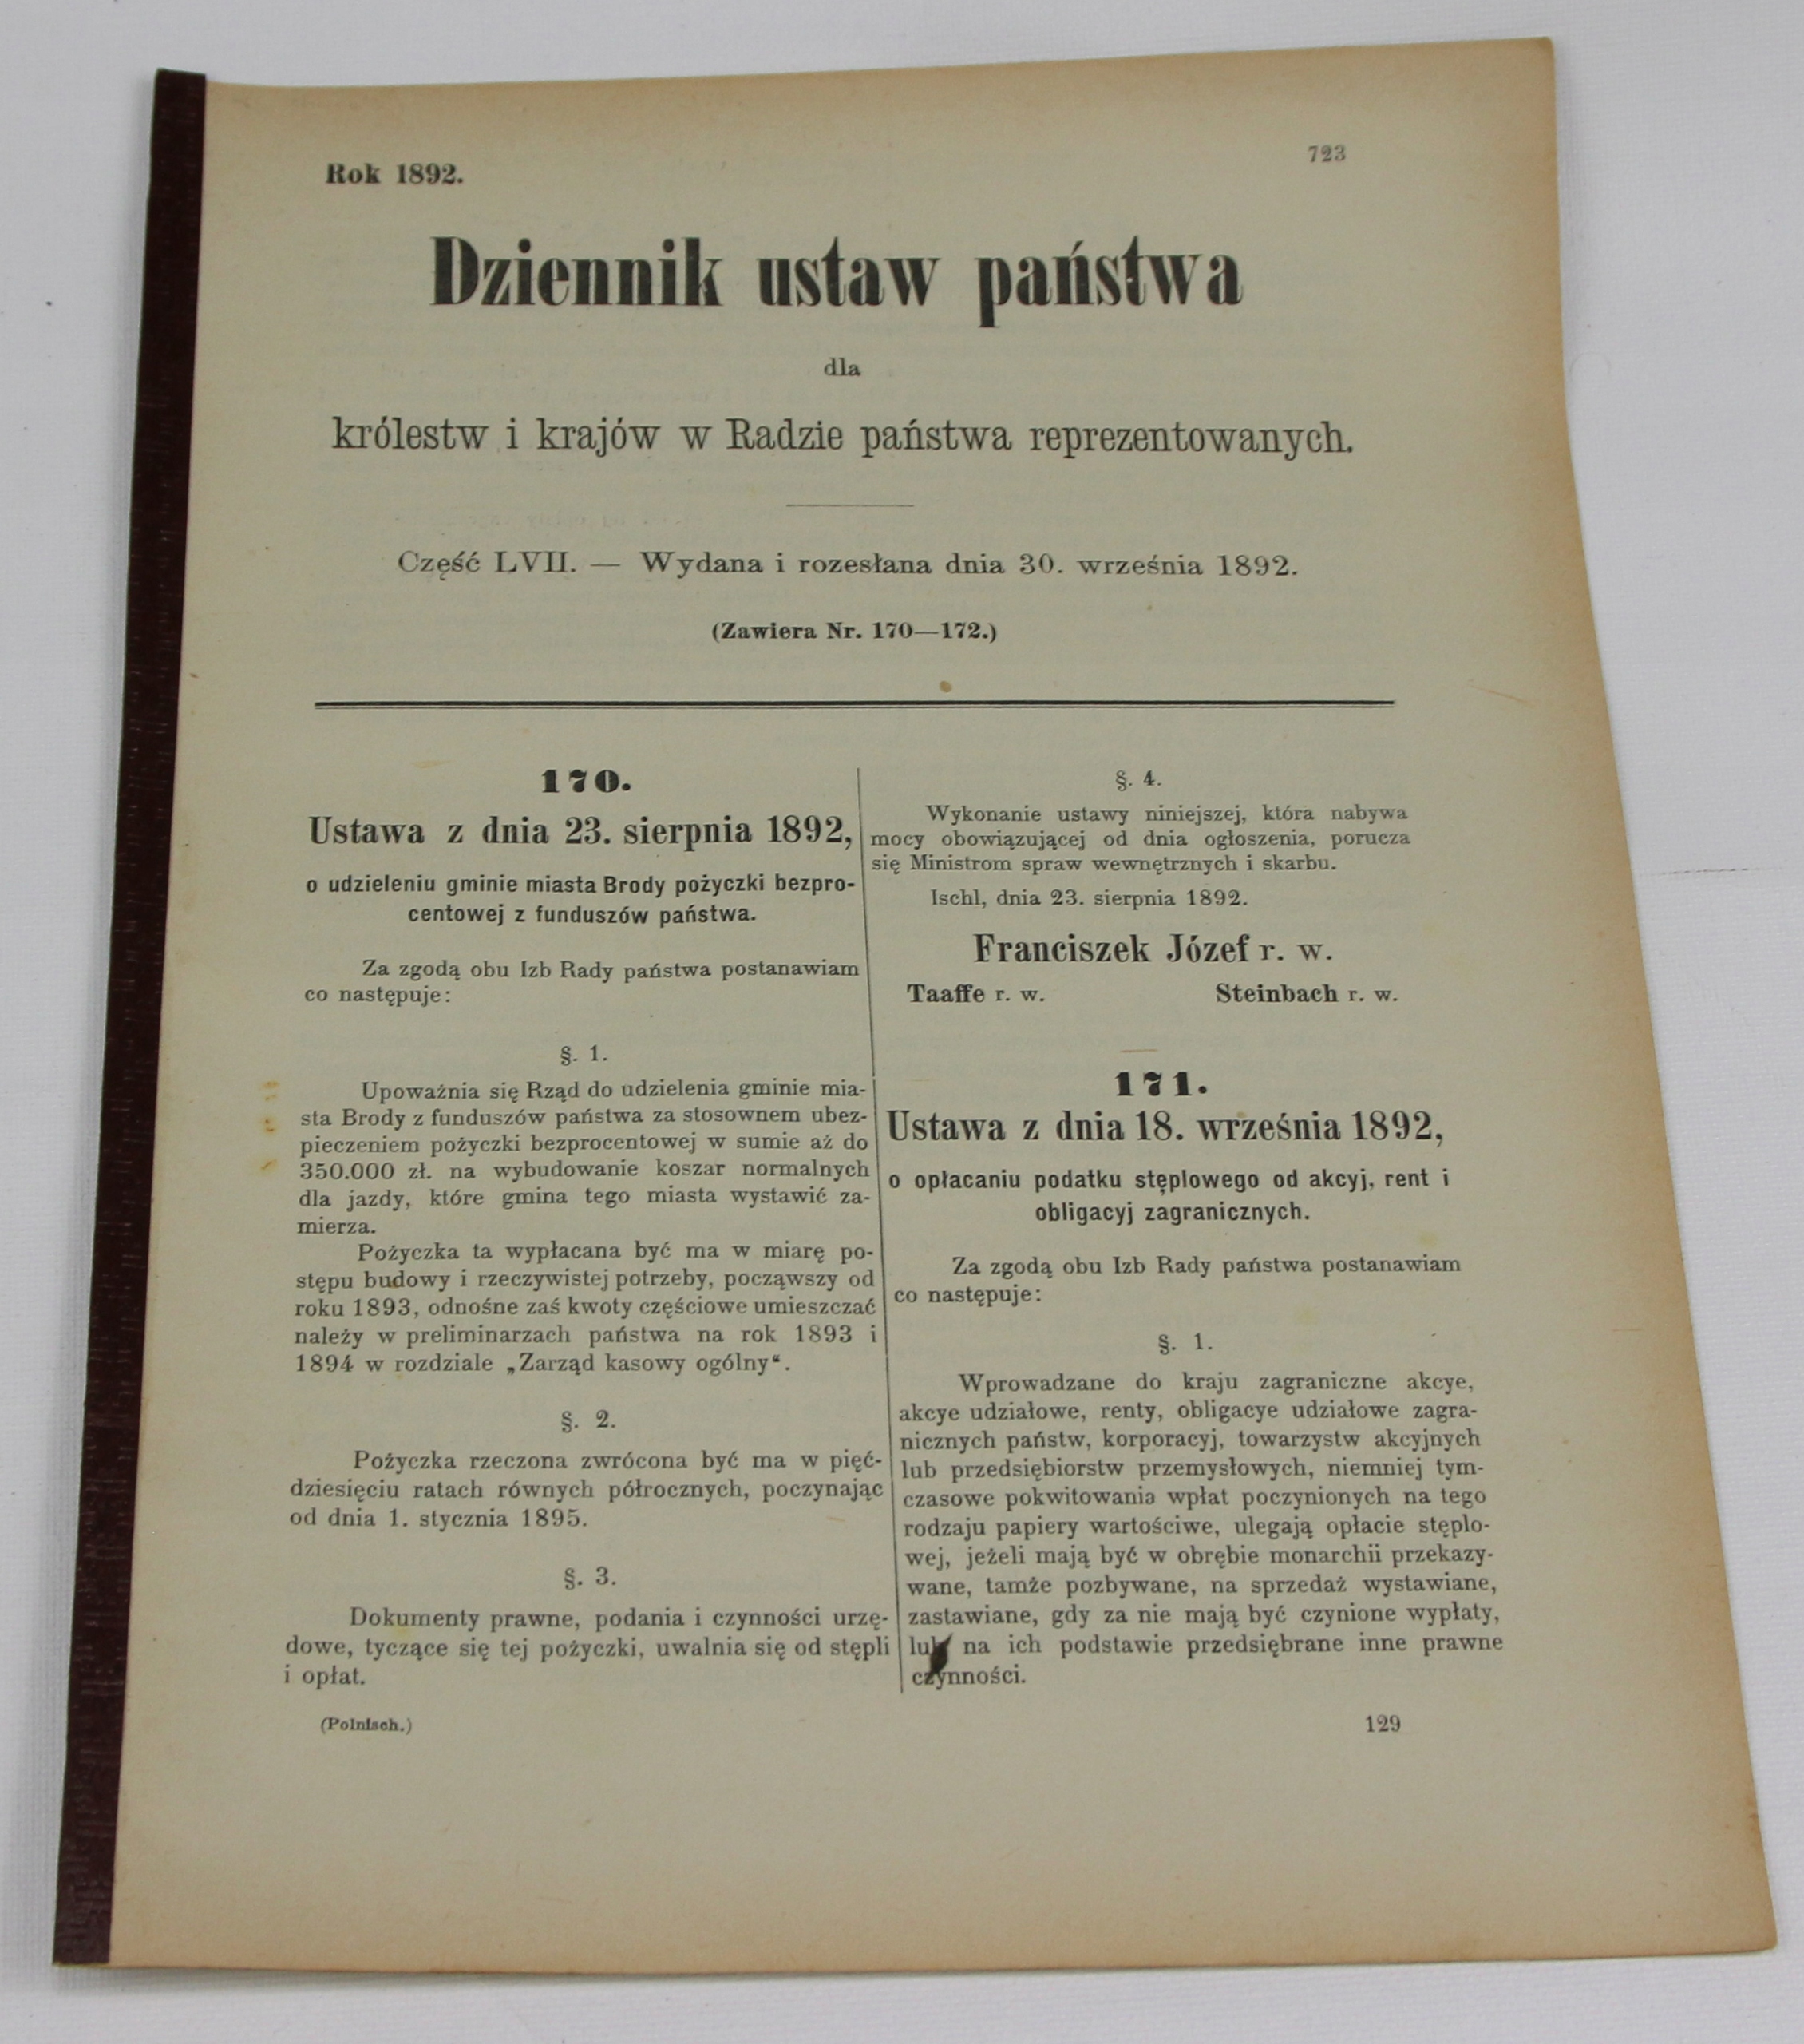 Rok 1892.
723
Dziennik ustaw państwa
dla
królestw i krajów w Radzie państwa reprezentowanych.
Część LVII. — Wydana i rozesłana dnia 30. września 1892.
(Zawiera Nr. 170—172.)
170.
Ustawa z dnia 23. sierpnia 1892,
o udzieleniu gminie miasta Brody pożyczki bezpro-
centowej z funduszów państwa.
Za zgodą obu Izb Rady państwa postanawiam
co następuje:
§. 1.
Upoważnia się Rząd do udzielenia gminie mia-
sta Brody z funduszów państwa za stosownem ubez-
pieczeniem pożyczki bezprocentowej w sumie aż do
350.000 zł. na wybudowanie koszar normalnych
dla jazdy, które gmina tego miasta wystawić za-
mierza.
Pożyczka ta wypłacana być ma w miarę po-
stępu budowy i rzeczywistej potrzeby, począwszy od
roku 1893, odnośne zaś kwoty częściowe umieszczać
należy w preliminarzach państwa na rok 1893 i
1894 w rozdziale „Zarząd kasowy ogólny“.
§. 2.
Pożyczka rzeczona zwrócona być ma w pięć-
dziesięciu ratach równych półrocznych, poczynając
od dnia 1. stycznia 1895.
§. 3.
Dokumenty prawne, podania i czynności urzę-
dowe, tyczące się tej pożyczki, uwalnia się od stępli
i opłat.
(Polnisch.)
§. 4.
Wykonanie ustawy niniejszej, która nabywa
mocy obowiązującej od dnia ogłoszenia, porucza
się Ministrom spraw wewnętrznych i skarbu.
Ischl, dnia 23. sierpnia 1892.
Franciszek Józef r. w.
Taaffe r. w. Steinbach r. w.
171.
Ustawa z dnia 18. września 1892,
o opłacaniu podatku stęplowego od akcyj, rent i
obligacyj zagranicznych.
Za zgodą obu Izb Rady państwa postanawiam
co następuje:
§. 1.
Wprowadzane do kraju zagraniczne akcye,
akcye udziałowe, renty, obligacye udziałowe zagra-
nicznych państw, korporacyj, towarzystw akcyjnych
lub przedsiębiorstw przemysłowych, niemniej tym-
czasowe pokwitowania wpłat poczynionych na tego
rodzaju papiery wartościwe, ulegają opłacie stęplo-
wej, jeżeli mają być w obrębie monarchii przekazy-
wane, tamże pozbywane, na sprzedaż wystawiane,
zastawiane, gdy za nie mają być czynione wypłaty,
lub na ich podstawie przedsiębrane inne prawne
czynności.
129